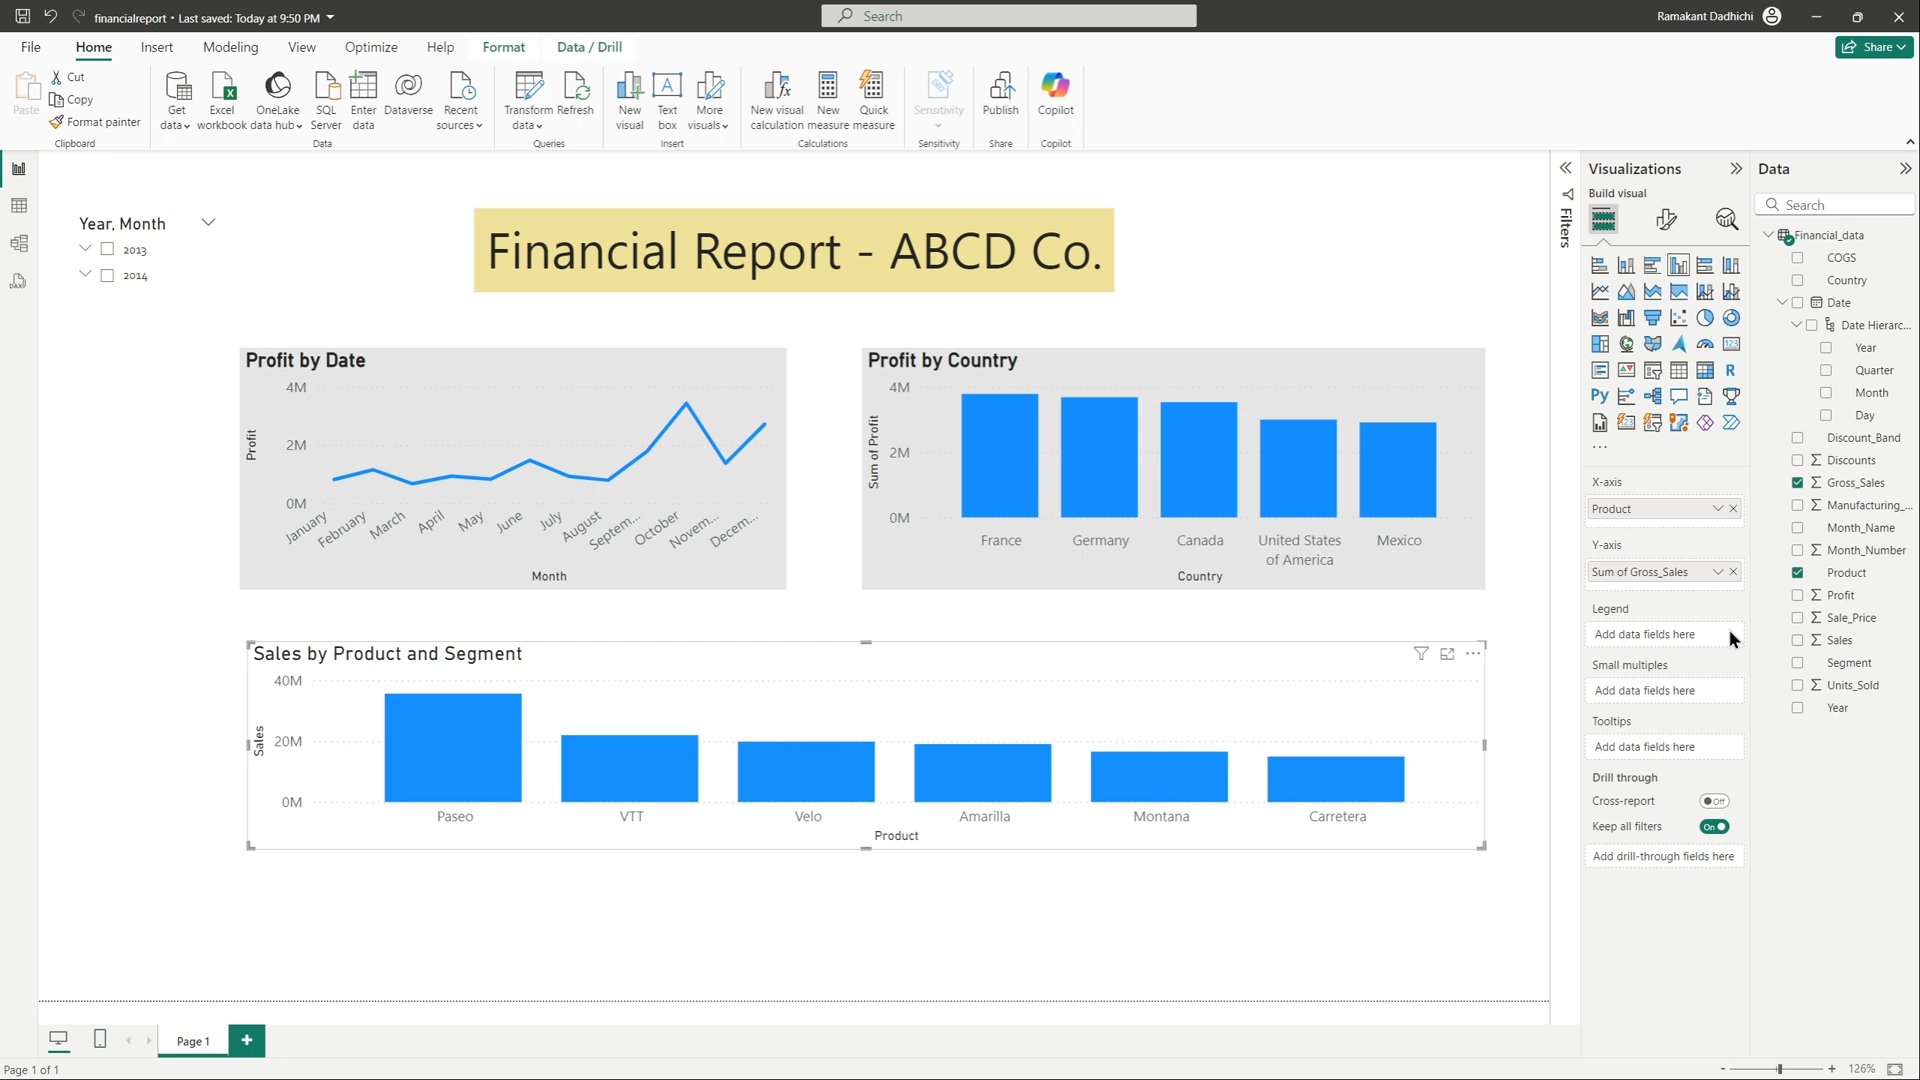 financialreport • Last saved: Today at 9:50 PM
Search
Ramakant Dadhichi
File
Home
Insert
Modeling
View
Optimize
Help
Format
Data / Drill
Share
Paste
Cut
Copy
Format painter
Clipboard
Get data
Excel workbook
OneLake data hub
SQL Server
Enter data
Dataverse
Recent sources
Data
Transform data
Refresh
Queries
New visual
Text box
More visuals
Insert
New visual calculation
New measure
Quick measure
Calculations
Sensitivity
Sensitivity
Publish
Share
Copilot
Copilot
Year, Month
2013
2014
Financial Report - ABCD Co.
Profit by Date
4M
2M
0M
Profit
January
February
March
April
May
June
July
August
Septem...
October
Novem...
Decem...
Month
Profit by Country
4M
2M
0M
Sum of Profit
France
Germany
Canada
United States
of America
Mexico
Country
Sales by Product and Segment
40M
20M
0M
Sales
Paseo
VTT
Velo
Amarilla
Montana
Carretera
Product
Filters
Visualizations
Build visual
123
R
Py
X-axis
Product
Y-axis
Sum of Gross_Sales
Legend
Add data fields here
Small multiples
Add data fields here
Tooltips
Add data fields here
Drill through
Cross-report
Off
Keep all filters
On
Add drill-through fields here
Data
Search
Financial_data
COGS
Country
Date
Date Hierarc...
Year
Quarter
Month
Day
Discount_Band
Discounts
Gross_Sales
Manufacturing_...
Month_Name
Month_Number
Product
Profit
Sale_Price
Sales
Segment
Units_Sold
Year
Page 1
Page 1 of 1
126%